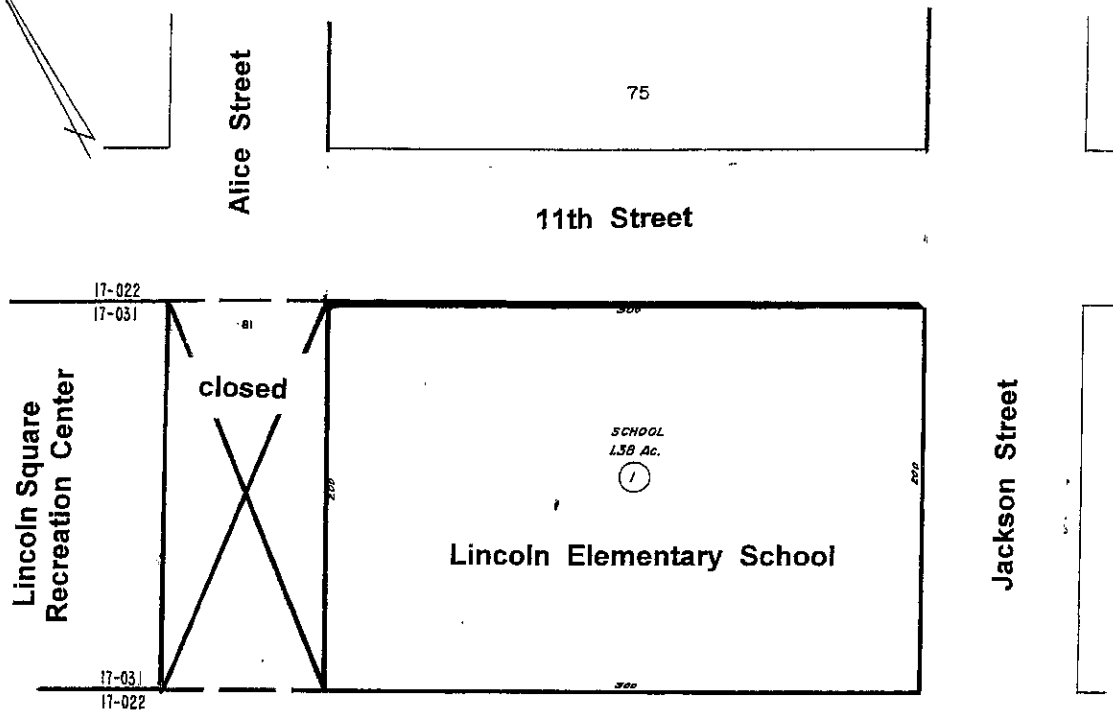 Alice Street
75
11th Street
17-022
17-031
81
closed
300
Lincoln Square
Recreation Center
200
SCHOOL
1.38 Ac.
1
200
Lincoln Elementary School
Jackson Street
17-031
17-022
300